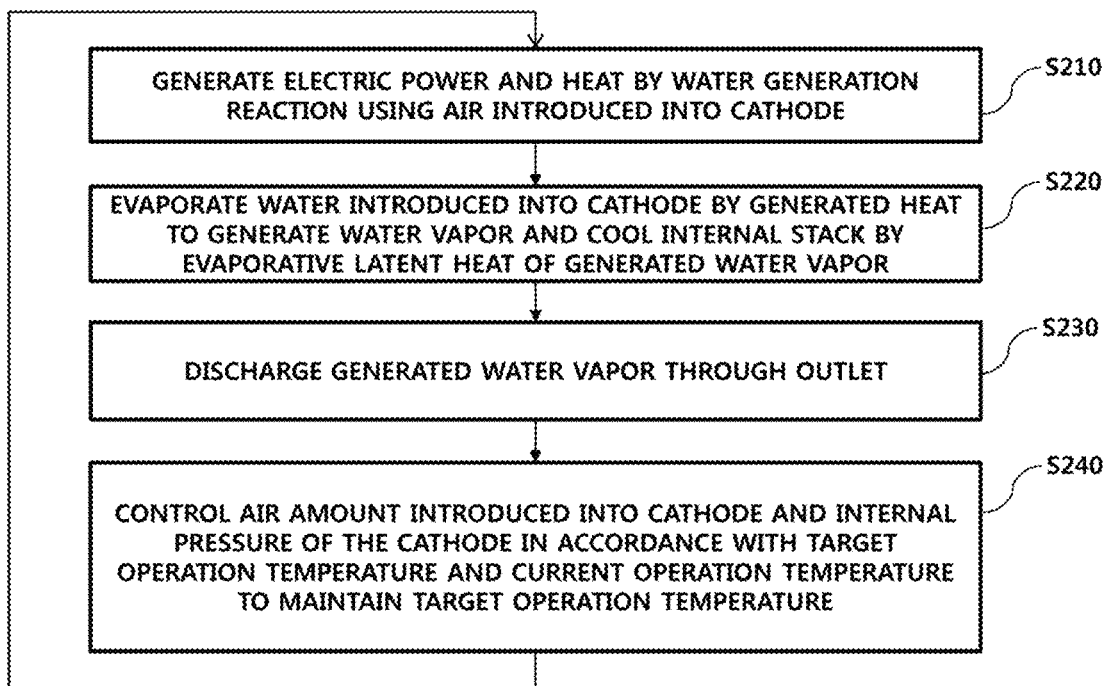 GENERATE ELECTRIC POWER AND HEAT BY WATER GENERATION
REACTION USING AIR INTRODUCED INTO CATHODE
S210
EVAPORATE WATER INTRODUCED INTO CATHODE BY GENERATED HEAT
TO GENERATE WATER VAPOR AND COOL INTERNAL STACK BY
EVAPORATIVE LATENT HEAT OF GENERATED WATER VAPOR
S220
DISCHARGE GENERATED WATER VAPOR THROUGH OUTLET
S230
CONTROL AIR AMOUNT INTRODUCED INTO CATHODE AND INTERNAL
PRESSURE OF THE CATHODE IN ACCORDANCE WITH TARGET
OPERATION TEMPERATURE AND CURRENT OPERATION TEMPERATURE
TO MAINTAIN TARGET OPERATION TEMPERATURE
S240